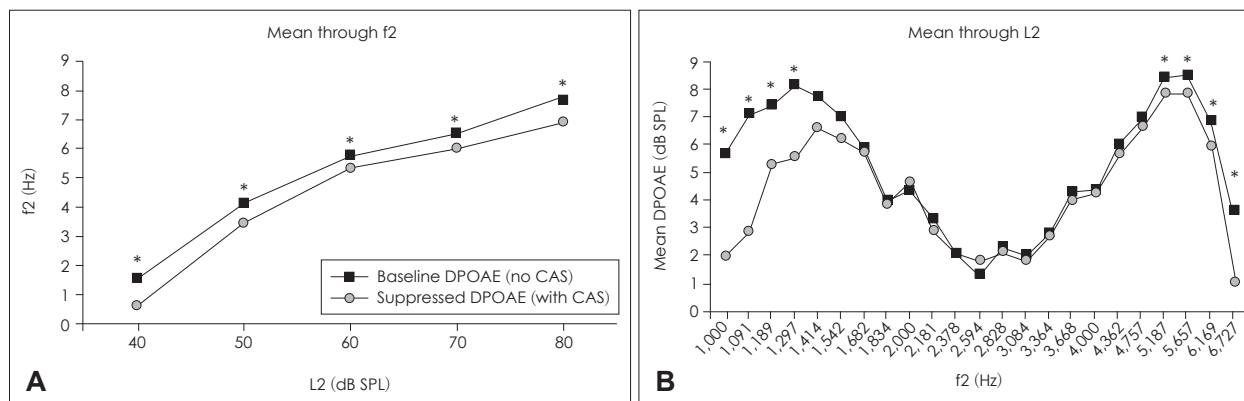 Mean through f2
9
8
7
6
5
4
3
2
1
0
f2 (Hz)
*
*
*
*
*
Baseline DPOAE (no CAS)
Suppressed DPOAE (with CAS)
40 50 60 70 80
L2 (dB SPL)
A
Mean through L2
9
8
7
6
5
4
3
2
1
0
Mean DPOAE (dB SPL)
*
*
*
*
*
*
*
*
1,000 1,091 1,189 1,297 1,414 1,542 1,682 1,834 2,000 2,181 2,378 2,594 2,828 3,084 3,364 3,668 4,000 4,362 4,757 5,187 5,657 6,169 6,727
f2 (Hz)
B